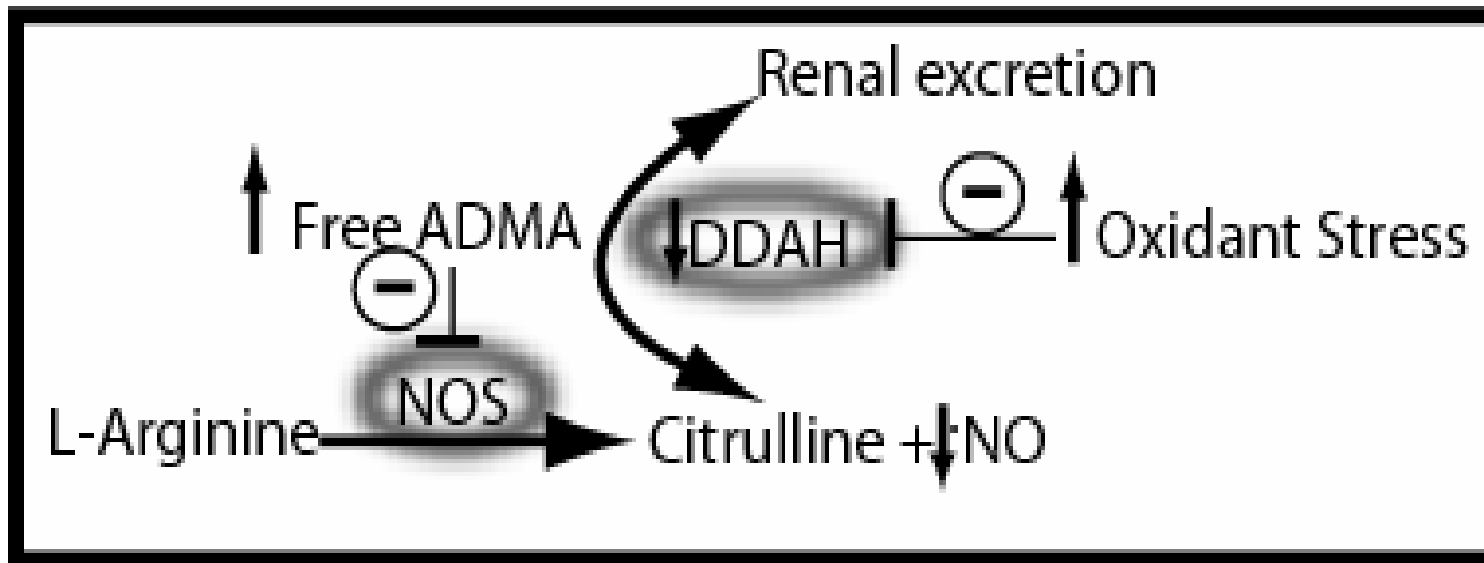 Renal excretion
Free ADMA
DDAH
Oxidant Stress
NOS
L-Arginine
Citrulline + NO